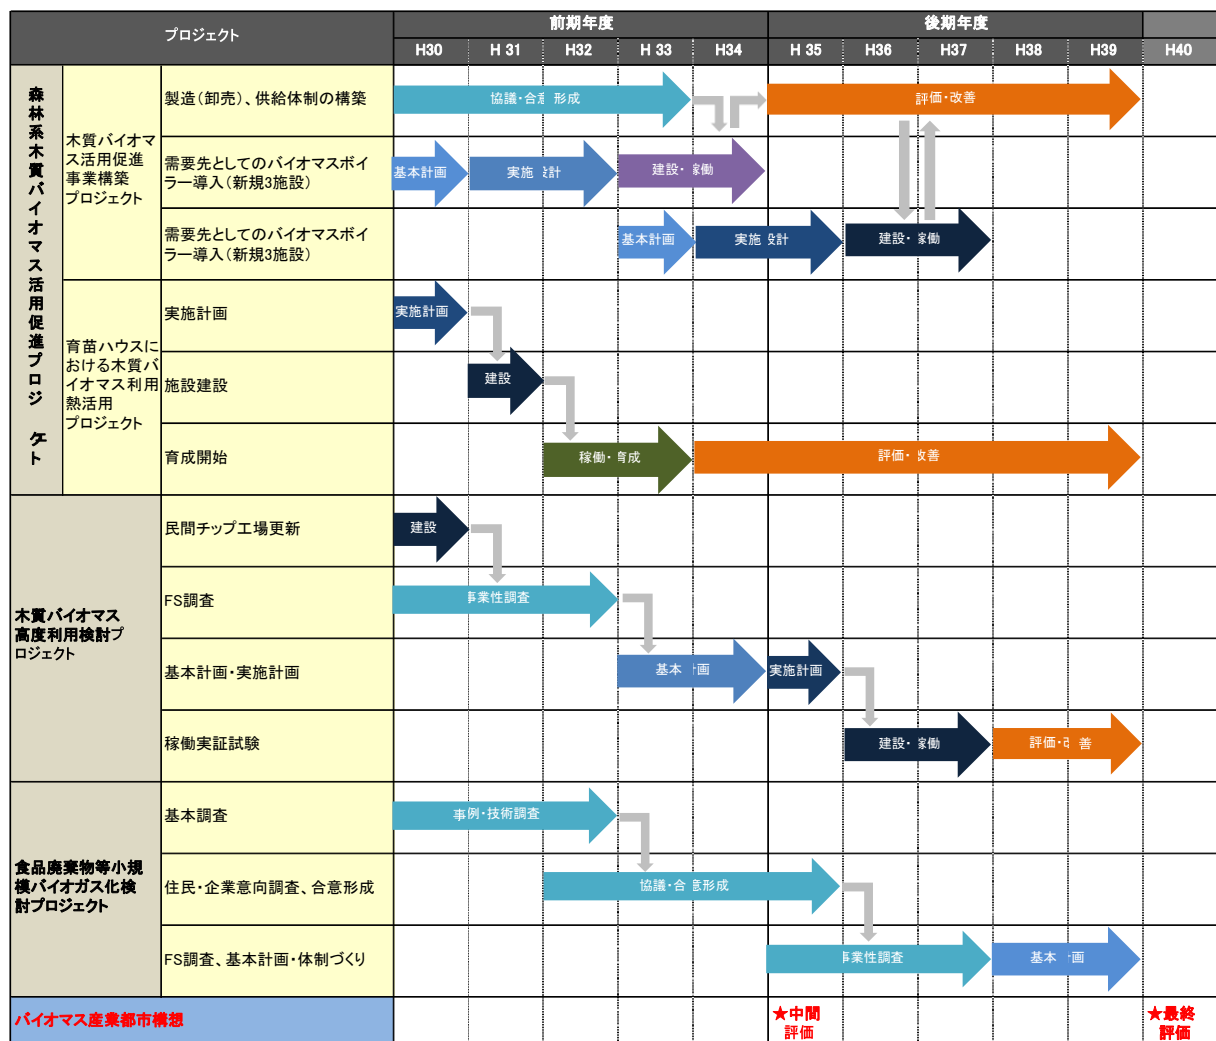 プロジェクト
前期年度
後期年度
H30
H 31
H32
H 33
H34
H 35
H36
H37
H38
H39
H40
森林系木質バイオマス活用促進プロジェクト
木質バイオマ
ス活用促進
事業構築
プロジェクト
製造（卸売）、供給体制の構築
協議・合意形成
評価・改善
需要先としてのバイオマスボイ
ラー導入（新規3施設）
基本計画
実施設計
建設・稼働
需要先としてのバイオマスボイ
ラー導入（新規3施設）
基本計画
実施設計
建設・稼働
育苗ハウスに
おける木質バ
イオマス利用
熱活用
プロジェクト
実施計画
実施計画
施設建設
建設
育成開始
稼働・育成
評価・改善
木質バイオマス
高度利用検討プ
ロジェクト
民間チップ工場更新
建設
FS調査
事業性調査
基本計画・実施計画
基本計画
実施計画
稼働実証試験
建設・稼働
評価・改善
食品廃棄物等小規
模バイオガス化検
討プロジェクト
基本調査
事例・技術調査
住民・企業意向調査、合意形成
協議・合意形成
FS調査、基本計画・体制づくり
事業性調査
基本計画
バイオマス産業都市構想
★中間
評価
★最終
評価